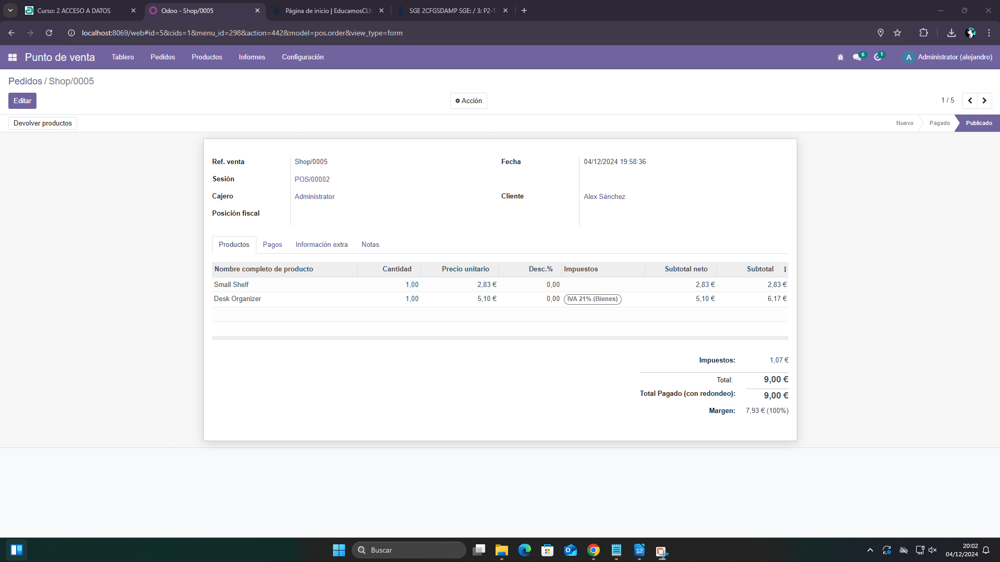 Curso: 2 ACCESO A DATOS
Odoo - Shop/0005
Página de inicio | EducamosCLM
SGE 2CFGSDAMP SGE: / 3: P2-T
localhost:8069/web#id=5&cids=1&menu_id=298&action=442&model=pos.order&view_type=form
Punto de venta Tablero Pedidos Productos Informes Configuración 6 1 A Administrator (alejandro)
Pedidos / Shop/0005
Editar Acción 1 / 5
Devolver productos Nuevo Pagado Publicado
Ref. venta Shop/0005 Fecha 04/12/2024 19:58:36
Sesión POS/00002
Cajero Administrator Cliente Alex Sánchez
Posición fiscal
Productos Pagos Información extra Notas
Nombre completo de producto Cantidad Precio unitario Desc.% Impuestos Subtotal neto Subtotal
Small Shelf 1,00 2,83 € 0,00 2,83 € 2,83 €
Desk Organizer 1,00 5,10 € 0,00 IVA 21% (Bienes) 5,10 € 6,17 €
Impuestos: 1,07 €
Total: 9,00 €
Total Pagado (con redondeo): 9,00 €
Margen: 7,93 € (100%)
Buscar
20:02
04/12/2024